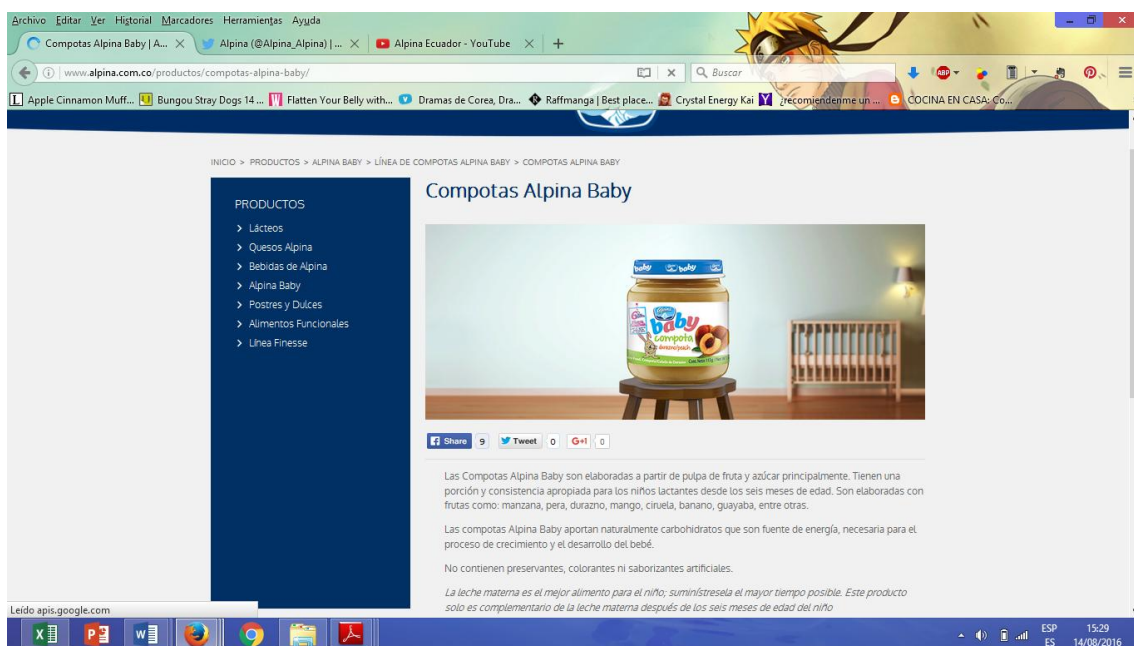 Archivo Editar Ver Historial Marcadores Herramientas Ayuda
Compotas Alpina Baby | A...
Alpina (@Alpina_Alpina) | ...
Alpina Ecuador - YouTube
www.alpina.com.co/productos/compotas-alpina-baby/
Buscar
ABP
L Apple Cinnamon Muff...
Bungou Stray Dogs 14 ...
Flatten Your Belly with...
Dramas de Corea, Dra...
Raffmanga | Best place...
Crystal Energy Kai
¿recomiendenme un ...
COCINA EN CASA: Co...
INICIO > PRODUCTOS > ALPINA BABY > LÍNEA DE COMPOTAS ALPINA BABY > COMPOTAS ALPINA BABY
PRODUCTOS
> Lácteos
> Quesos Alpina
> Bebidas de Alpina
> Alpina Baby
> Postres y Dulces
> Alimentos Funcionales
> Línea Finesse
Compotas Alpina Baby
baby baby
baby
compota
durazno/peach
Share 9 Tweet 0 G+1 0
Las Compotas Alpina Baby son elaboradas a partir de pulpa de fruta y azúcar principalmente. Tienen una
porción y consistencia apropiada para los niños lactantes desde los seis meses de edad. Son elaboradas con
frutas como: manzana, pera, durazno, mango, ciruela, banano, guayaba, entre otras.
Las compotas Alpina Baby aportan naturalmente carbohidratos que son fuente de energía, necesaria para el
proceso de crecimiento y el desarrollo del bebé.
No contienen preservantes, colorantes ni saborizantes artificiales.
La leche materna es el mejor alimento para el niño; suminístresela el mayor tiempo posible. Este producto
solo es complementario de la leche materna después de los seis meses de edad del niño
Leído apis.google.com
ESP
ES
15:29
14/08/2016